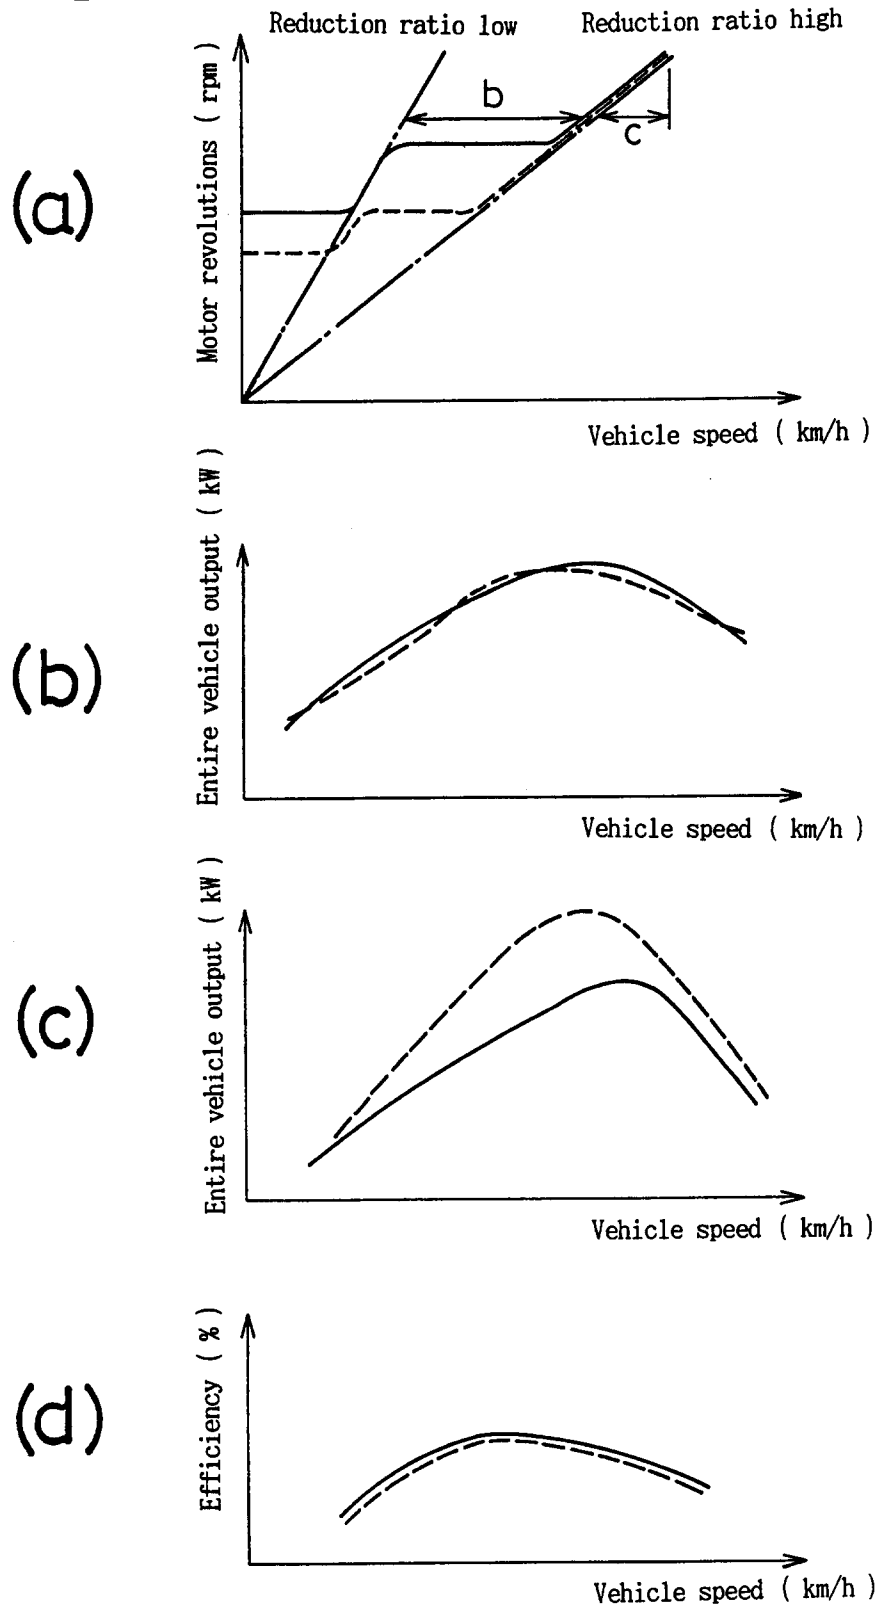 Reduction ratio low
Reduction ratio high
Motor revolutions ( rpm )
b
c
(a)
Vehicle speed ( km/h )
Entire vehicle output ( kW )
(b)
Vehicle speed ( km/h )
Entire vehicle output ( kW )
(c)
Vehicle speed ( km/h )
Efficiency ( % )
(d)
Vehicle speed ( km/h )